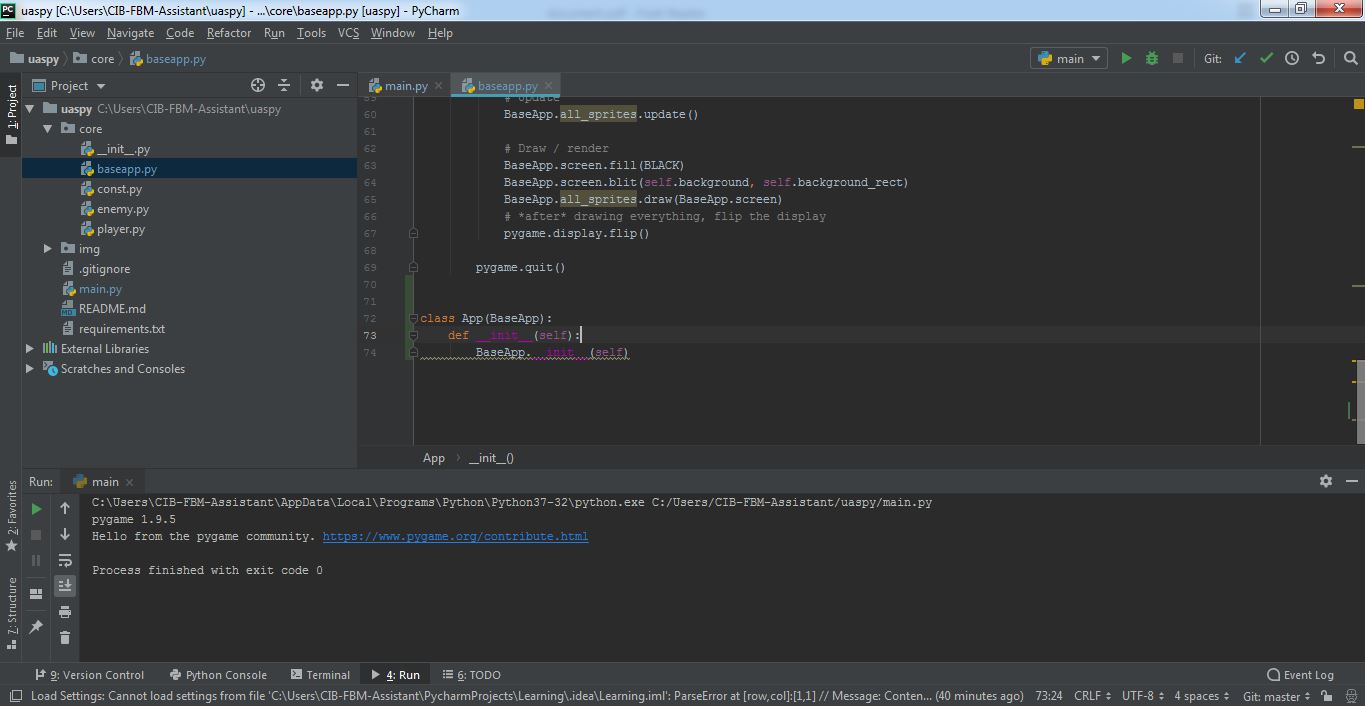 uaspy [C:\Users\CIB-FBM-Assistant\uaspy] - ...\core\baseapp.py [uaspy] - PyCharm
File Edit View Navigate Code Refactor Run Tools VCS Window Help
uaspy core baseapp.py main Git:
1: Project
Project
uaspy C:\Users\CIB-FBM-Assistant\uaspy
core
__init__.py
baseapp.py
const.py
enemy.py
player.py
img
.gitignore
main.py
README.md
requirements.txt
External Libraries
Scratches and Consoles
main.py baseapp.py
59 # Update
60 BaseApp.all_sprites.update()
61
62 # Draw / render
63 BaseApp.screen.fill(BLACK)
64 BaseApp.screen.blit(self.background, self.background_rect)
65 BaseApp.all_sprites.draw(BaseApp.screen)
66 # *after* drawing everything, flip the display
67 pygame.display.flip()
68
69 pygame.quit()
70
71
72 class App(BaseApp):
73 def __init__(self):
74 BaseApp.__init__(self)
App __init__()
Run: main
2: Favorites
7: Structure
C:\Users\CIB-FBM-Assistant\AppData\Local\Programs\Python\Python37-32\python.exe C:/Users/CIB-FBM-Assistant/uaspy/main.py
pygame 1.9.5
Hello from the pygame community. https://www.pygame.org/contribute.html
Process finished with exit code 0
9: Version Control Python Console Terminal 4: Run 6: TODO Event Log
Load Settings: Cannot load settings from file 'C:\Users\CIB-FBM-Assistant\PycharmProjects\Learning\.idea\Learning.iml': ParseError at [row,col]:[1,1] // Message: Conten... (40 minutes ago) 73:24 CRLF UTF-8 4 spaces Git: master